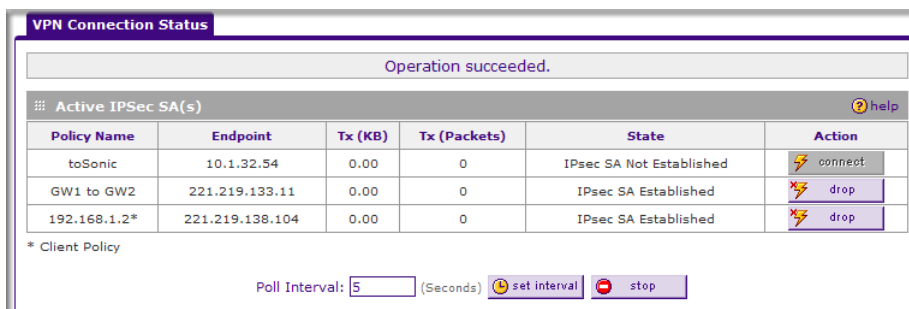 VPN Connection Status
Operation succeeded.
Active IPSec SA(s) help
Policy Name Endpoint Tx (KB) Tx (Packets) State Action
toSonic 10.1.32.54 0.00 0 IPsec SA Not Established connect
GW1 to GW2 221.219.133.11 0.00 0 IPsec SA Established drop
192.168.1.2* 221.219.138.104 0.00 0 IPsec SA Established drop
* Client Policy
Poll Interval: 5 (Seconds) set interval stop